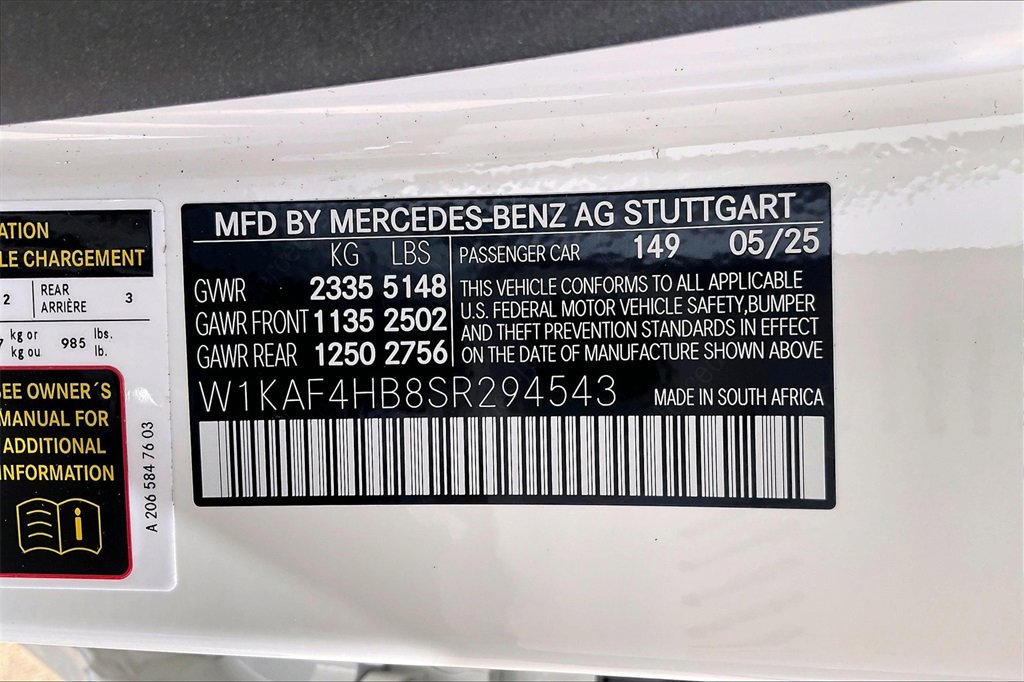 ATION
LE CHARGEMENT
2 REAR ARRIÈRE 3
kg or 985 lbs.
kg ou lb.
SEE OWNER´S
MANUAL FOR
ADDITIONAL
INFORMATION
A 206 584 76 03
MFD BY MERCEDES-BENZ AG STUTTGART
KG LBS
GVWR 2335 5148
GAWR FRONT 1135 2502
GAWR REAR 1250 2756
PASSENGER CAR 149 05/25
THIS VEHICLE CONFORMS TO ALL APPLICABLE
U.S. FEDERAL MOTOR VEHICLE SAFETY,BUMPER
AND THEFT PREVENTION STANDARDS IN EFFECT
ON THE DATE OF MANUFACTURE SHOWN ABOVE
W1KAF4HB8SR294543 MADE IN SOUTH AFRICA